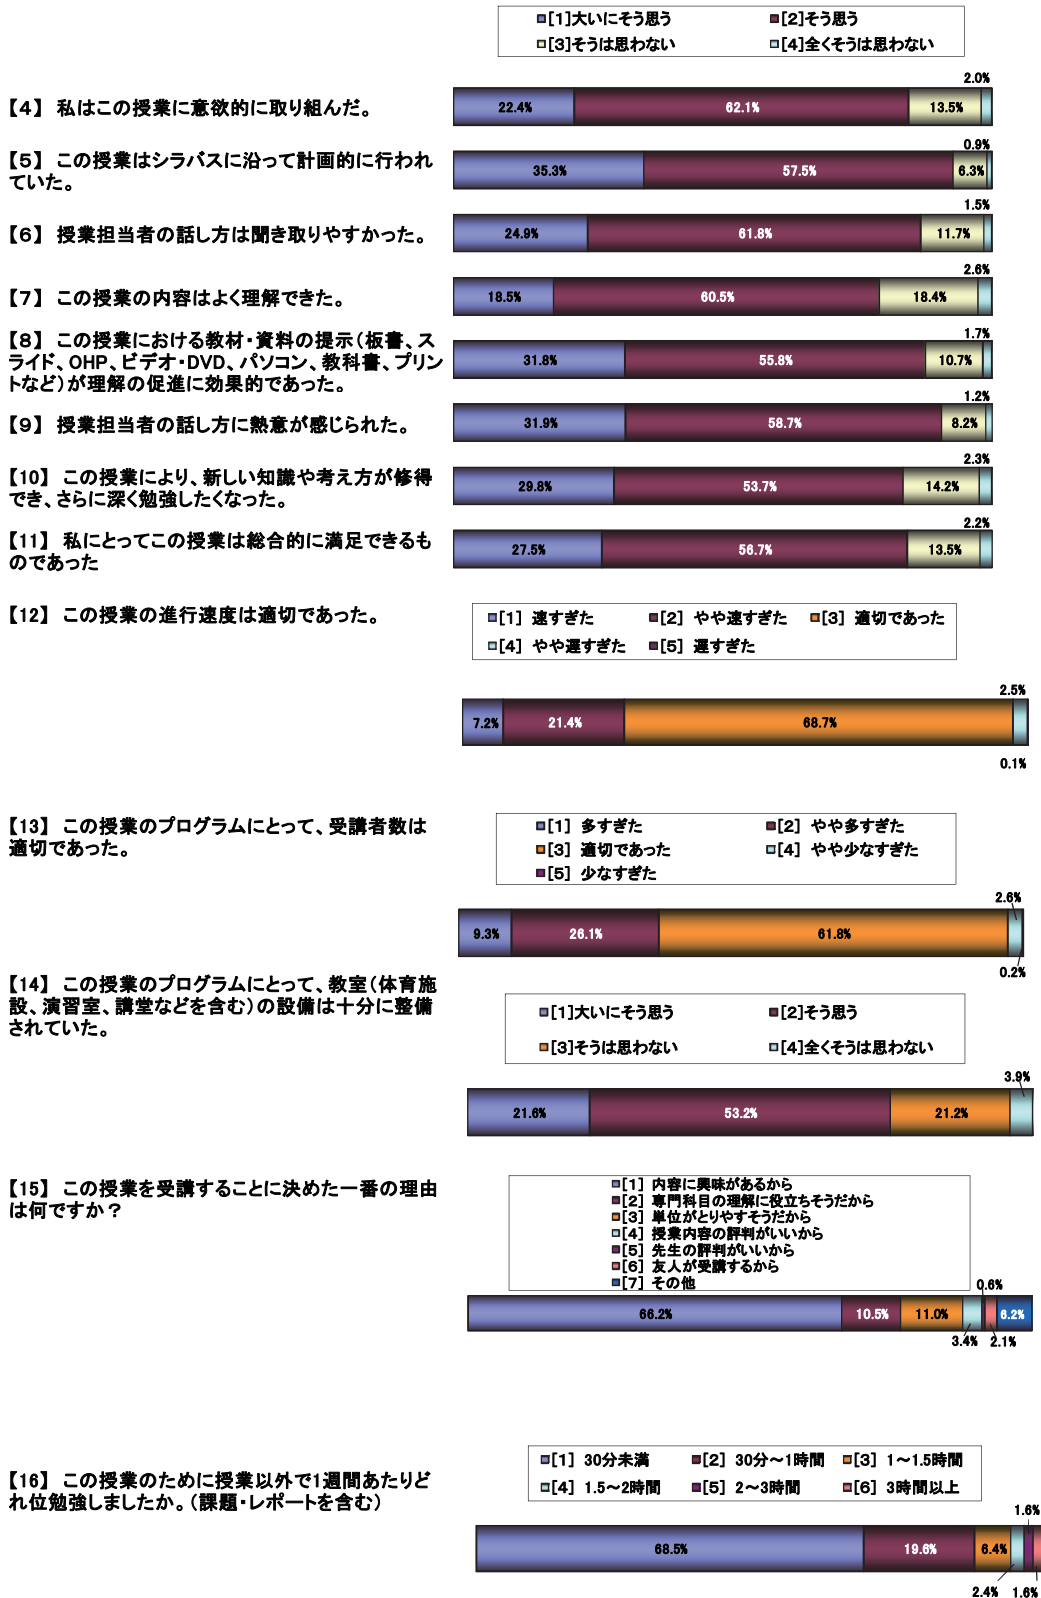 [1]大いにそう思う [2]そう思う
[3]そうは思わない [4]全くそうは思わない
2.0%
【4】 私はこの授業に意欲的に取り組んだ。
22.4% 62.1% 13.5%
0.9%
【5】 この授業はシラバスに沿って計画的に行われ
ていた。
35.3% 57.5% 6.3%
1.5%
【6】 授業担当者の話し方は聞き取りやすかった。
24.9% 61.8% 11.7%
2.6%
【7】 この授業の内容はよく理解できた。
18.5% 60.5% 18.4%
1.7%
【8】 この授業における教材・資料の提示(板書、ス
ライド、OHP、ビデオ・DVD、パソコン、教科書、プリン
トなど)が理解の促進に効果的であった。
31.8% 55.8% 10.7%
1.2%
【9】 授業担当者の話し方に熱意が感じられた。
31.9% 58.7% 8.2%
2.3%
【10】 この授業により、新しい知識や考え方が修得
でき、さらに深く勉強したくなった。
29.8% 53.7% 14.2%
2.2%
【11】 私にとってこの授業は総合的に満足できるも
のであった
27.5% 56.7% 13.5%
【12】 この授業の進行速度は適切であった。
[1] 速すぎた [2] やや速すぎた [3] 適切であった
[4] やや遅すぎた [5] 遅すぎた
2.5%
7.2% 21.4% 68.7%
0.1%
【13】 この授業のプログラムにとって、受講者数は
適切であった。
[1] 多すぎた [2] やや多すぎた
[3] 適切であった [4] やや少なすぎた
[5] 少なすぎた
2.6%
9.3% 26.1% 61.8%
0.2%
【14】 この授業のプログラムにとって、教室(体育施
設、演習室、講堂などを含む)の設備は十分に整備
されていた。
[1]大いにそう思う [2]そう思う
[3]そうは思わない [4]全くそうは思わない
3.9%
21.6% 53.2% 21.2%
【15】 この授業を受講することに決めた一番の理由
は何ですか?
[1] 内容に興味があるから
[2] 専門科目の理解に役立ちそうだから
[3] 単位がとりやすそうだから
[4] 授業内容の評判がいいから
[5] 先生の評判がいいから
[6] 友人が受講するから
[7] その他
0.6%
66.2% 10.5% 11.0% 6.2%
3.4% 2.1%
【16】 この授業のために授業以外で1週間あたりど
れ位勉強しましたか。(課題・レポートを含む)
[1] 30分未満 [2] 30分～1時間 [3] 1～1.5時間
[4] 1.5～2時間 [5] 2～3時間 [6] 3時間以上
1.6%
68.5% 19.6% 6.4%
2.4% 1.6%